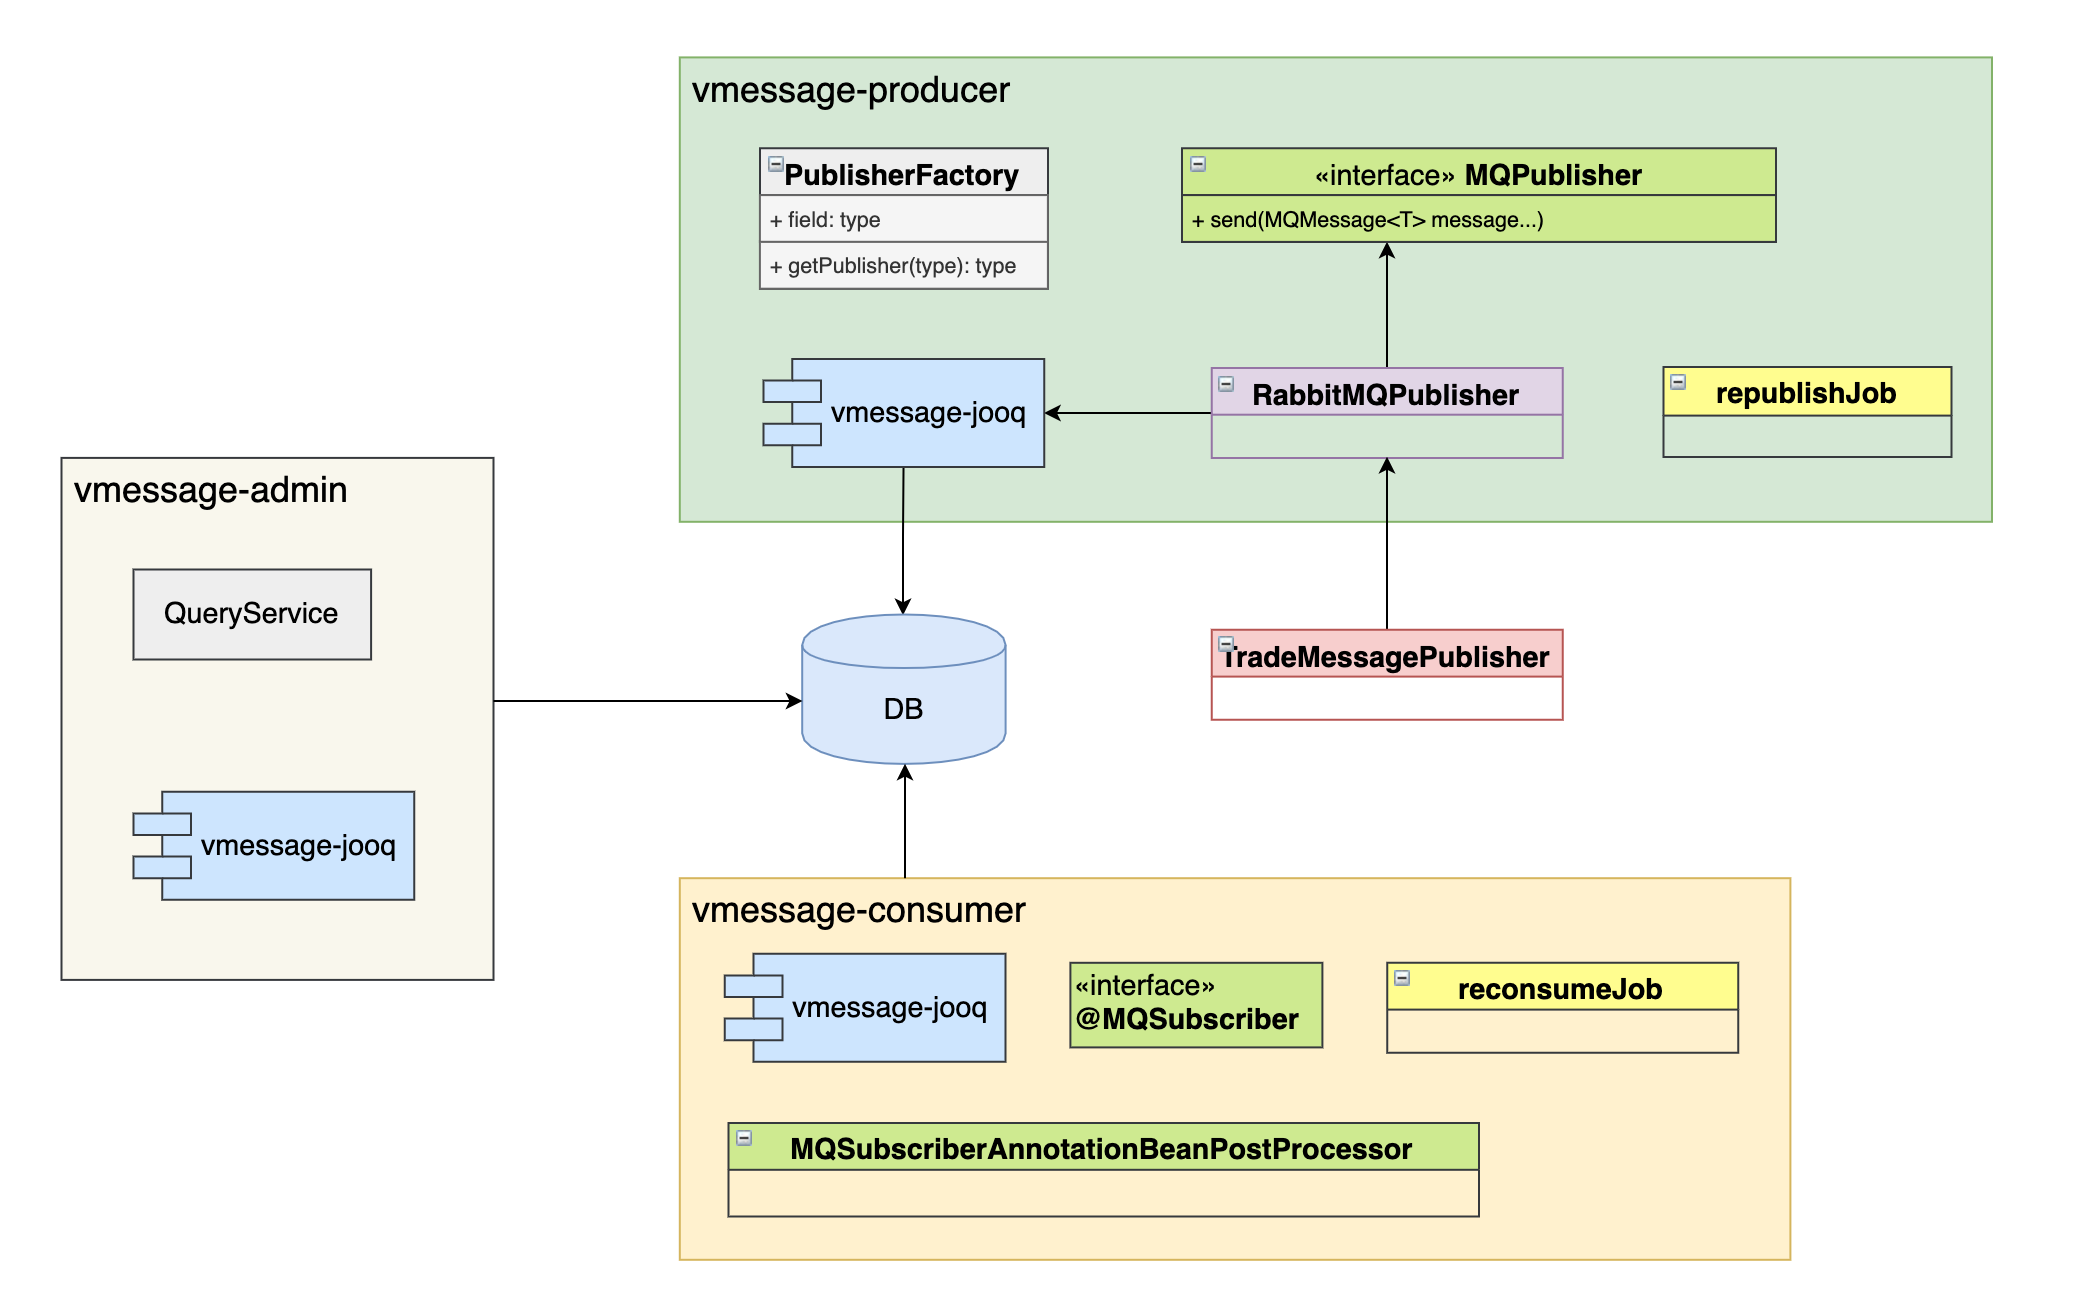 vmessage-producer
PublisherFactory
+ field: type
+ getPublisher(type): type
«interface» MQPublisher
+ send(MQMessage<T> message...)
vmessage-jooq
RabbitMQPublisher
republishJob
vmessage-admin
QueryService
vmessage-jooq
DB
TradeMessagePublisher
vmessage-consumer
vmessage-jooq
«interface»
@MQSubscriber
reconsumeJob
MQSubscriberAnnotationBeanPostProcessor